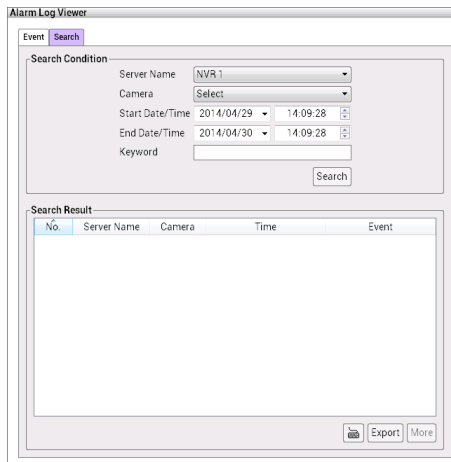 Alarm Log Viewer
Event Search
Search Condition
Server Name NVR 1
Camera Select
Start Date/Time 2014/04/29 14:09:28
End Date/Time 2014/04/30 14:09:28
Keyword
Search
Search Result
No. Server Name Camera Time Event
Export More